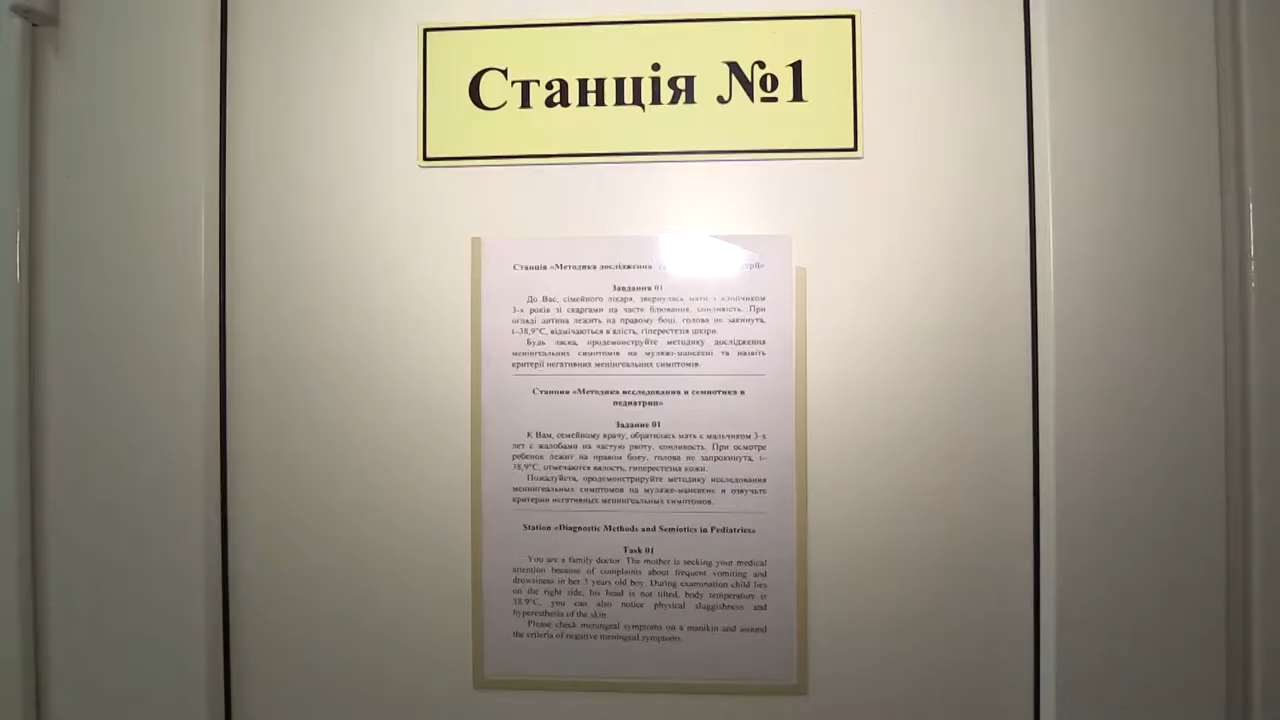 Станція №1
Станція «Методика дослідження
Завдання 01
До Вас, сімейного лікаря, звернулась мати з хлопчиком
3-х років зі скаргами на часте блювання, сонливість. При
огляді дитина лежить на правому боці, голова не закинута,
t–38,9°С, відмічаються в'ялість, гіперестезія шкіри.
Будь ласка, продемонструйте методику дослідження
менінгеальних симптомів на муляжі-манекені та назвіть
критерії негативних менінгеальних симптомів.
Станция «Методика исследования и семиотика в
педиатрии»
Задание 01
К Вам, семейному врачу, обратилась мать с мальчиком 3-х
лет с жалобами на частую рвоту, сонливость. При осмотре
ребенок лежит на правом боку, голова не запрокинута, t–
38,9°С, отмечаются вялость, гиперестезия кожи.
Пожалуйста, продемонстрируйте методику исследования
менингеальных симптомов на муляже-манекене и озвучьте
критерии негативных менингеальных симптомов.
Station «Diagnostic Methods and Semiotics in Pediatrics»
Task 01
You are a family doctor. The mother is seeking your medical
attention because of complaints about frequent vomiting and
drowsiness in her 3 years old boy. During examination child lies
on the right side, his head is not tilted, body temperature is
38.9°C, you can also notice physical sluggishness and
hyperesthesia of the skin.
Please check meningeal symptoms on a manikin and sound
the criteria of negative meningeal symptoms.